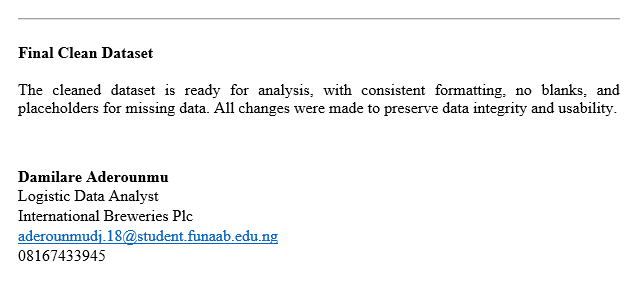 Final Clean Dataset
The cleaned dataset is ready for analysis, with consistent formatting, no blanks, and
placeholders for missing data. All changes were made to preserve data integrity and usability.
Damilare Aderounmu
Logistic Data Analyst
International Breweries Plc
aderounmudj.18@student.funaab.edu.ng
08167433945